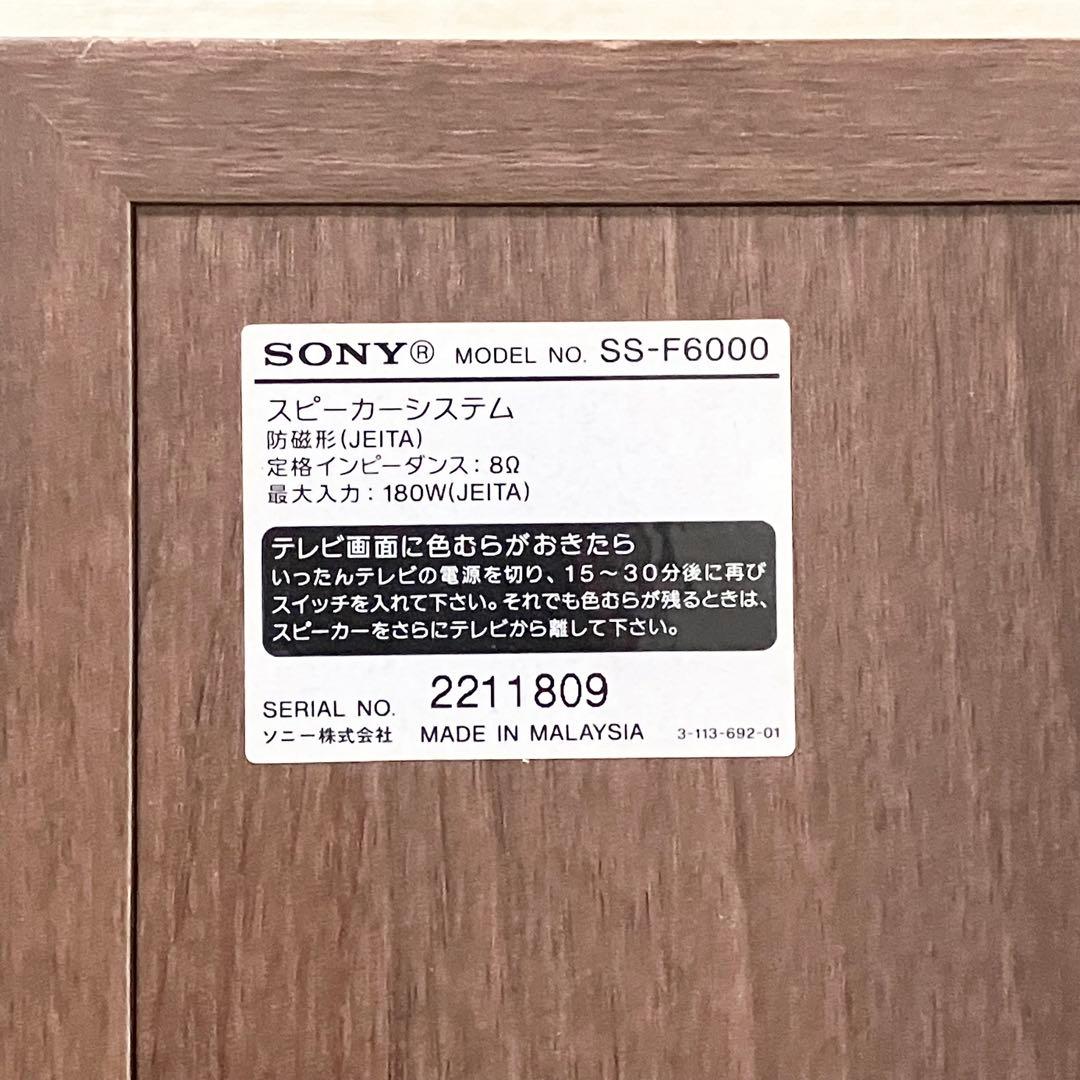 SONY® MODEL NO. SS-F6000
スピーカーシステム
防磁形(JEITA)
定格インピーダンス: 8Ω
最大入力: 180W(JEITA)
テレビ画面に色むらがおきたら
いったんテレビの電源を切り、15～30分後に再び
スイッチを入れて下さい。それでも色むらが残るときは、
スピーカーをさらにテレビから離して下さい。
SERIAL NO. 2211809
ソニー株式会社 MADE IN MALAYSIA 3-113-692-01